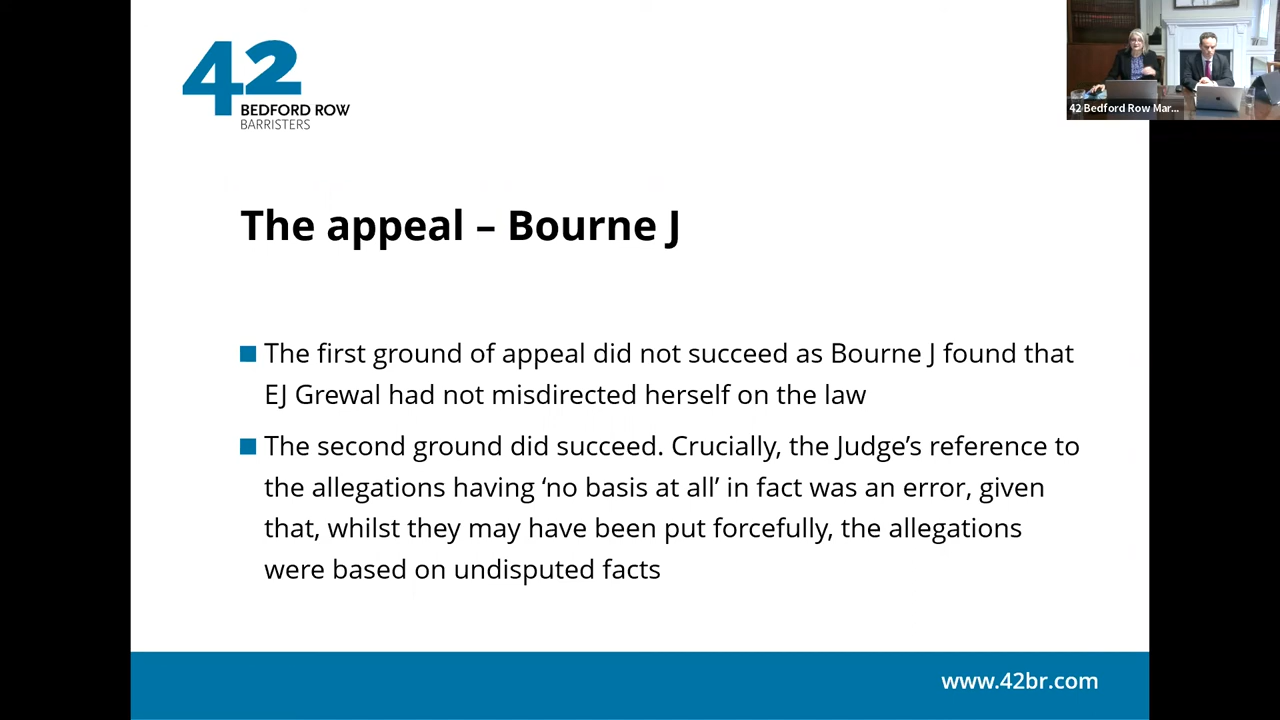 42
BEDFORD ROW
BARRISTERS
42 Bedford Row Mar...
The appeal – Bourne J
The first ground of appeal did not succeed as Bourne J found that
EJ Grewal had not misdirected herself on the law
The second ground did succeed. Crucially, the Judge’s reference to
the allegations having ‘no basis at all’ in fact was an error, given
that, whilst they may have been put forcefully, the allegations
were based on undisputed facts
www.42br.com